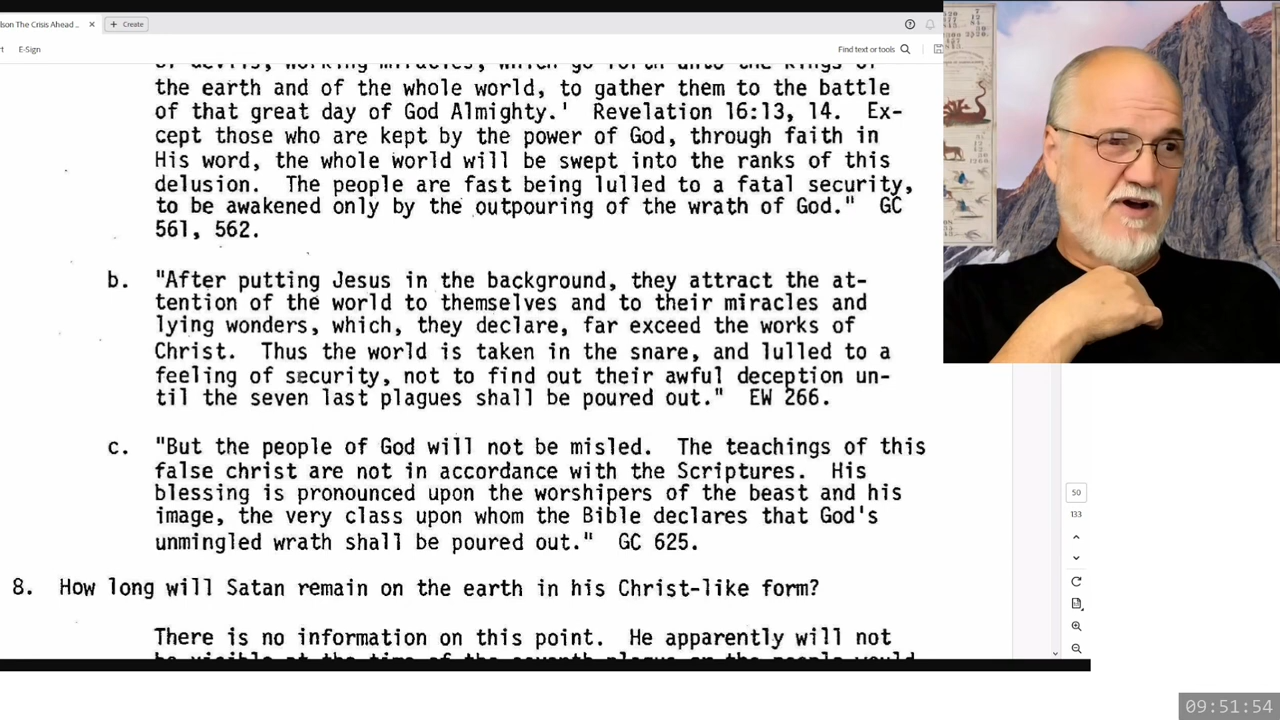 lson The Crisis Ahead ..
Create
E-Sign
Find text or tools
the earth and of the whole world, to gather them to the battle
of that great day of God Almighty.' Revelation 16:13, 14. Ex-
cept those who are kept by the power of God, through faith in
His word, the whole world will be swept into the ranks of this
delusion. The people are fast being lulled to a fatal security,
to be awakened only by the outpouring of the wrath of God." GC
561, 562.
b. "After putting Jesus in the background, they attract the at-
tention of the world to themselves and to their miracles and
lying wonders, which, they declare, far exceed the works of
Christ. Thus the world is taken in the snare, and lulled to a
feeling of security, not to find out their awful deception un-
til the seven last plagues shall be poured out." EW 266.
c. "But the people of God will not be misled. The teachings of this
false christ are not in accordance with the Scriptures. His
blessing is pronounced upon the worshipers of the beast and his
image, the very class upon whom the Bible declares that God's
unmingled wrath shall be poured out." GC 625.
8. How long will Satan remain on the earth in his Christ-like form?
There is no information on this point. He apparently will not
50
133
09:51:54